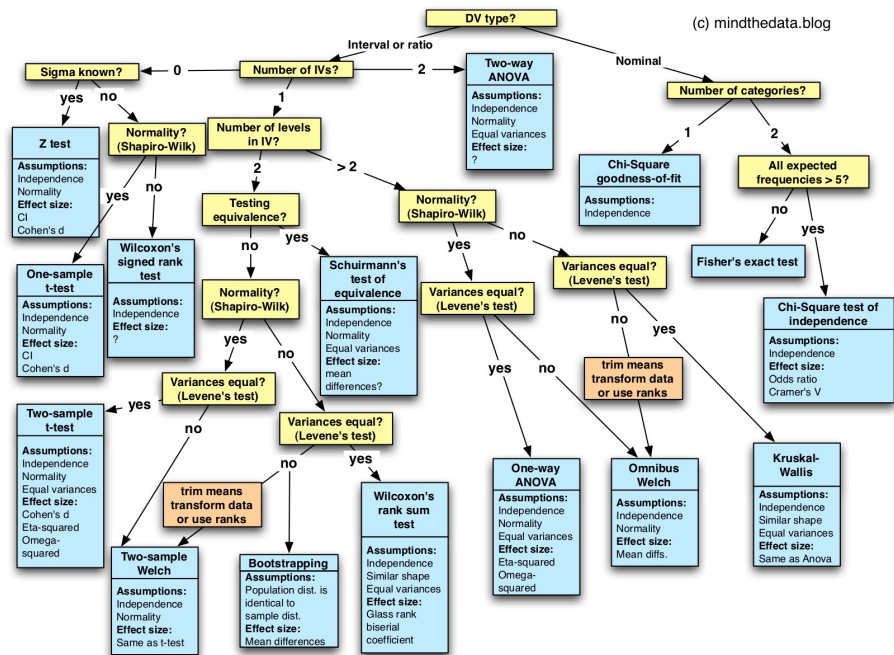 DV type?
(c) mindthedata.blog
Interval or ratio
Nominal
Sigma known?
0
Number of IVs?
2
Two-way
ANOVA
Assumptions:
Independence
Normality
Equal variances
Effect size:
?
Number of categories?
yes
no
1
1
2
Z test
Assumptions:
Independence
Normality
Effect size:
CI
Cohen's d
Normality?
(Shapiro-Wilk)
Number of levels
in IV?
Chi-Square
goodness-of-fit
Assumptions:
Independence
All expected
frequencies > 5?
yes
no
2
> 2
Testing
equivalence?
Normality?
(Shapiro-Wilk)
no
yes
Wilcoxon's
signed rank
test
Assumptions:
Independence
Effect size:
?
no
yes
yes
no
Fisher's exact test
One-sample
t-test
Assumptions:
Independence
Normality
Effect size:
CI
Cohen's d
Normality?
(Shapiro-Wilk)
Schuirmann's
test of
equivalence
Assumptions:
Independence
Normality
Equal variances
Effect size:
mean
differences?
Variances equal?
(Levene's test)
Variances equal?
(Levene's test)
Chi-Square test of
independence
Assumptions:
Independence
Effect size:
Odds ratio
Cramer's V
yes
no
yes
no
no
yes
Variances equal?
(Levene's test)
trim means
transform data
or use ranks
yes
no
Two-sample
t-test
Assumptions:
Independence
Normality
Equal variances
Effect size:
Cohen's d
Eta-squared
Omega-
squared
Variances equal?
(Levene's test)
no
yes
trim means
transform data
or use ranks
Wilcoxon's
rank sum
test
Assumptions:
Independence
Similar shape
Equal variances
Effect size:
Glass rank
biserial
coefficient
One-way
ANOVA
Assumptions:
Independence
Normality
Equal variances
Effect size:
Eta-squared
Omega-
squared
Omnibus
Welch
Assumptions:
Independence
Normality
Effect size:
Mean diffs.
Kruskal-
Wallis
Assumptions:
Independence
Similar shape
Equal variances
Effect size:
Same as Anova
Two-sample
Welch
Assumptions:
Independence
Normality
Effect size:
Same as t-test
Bootstrapping
Assumptions:
Population dist. is
identical to
sample dist.
Effect size:
Mean differences